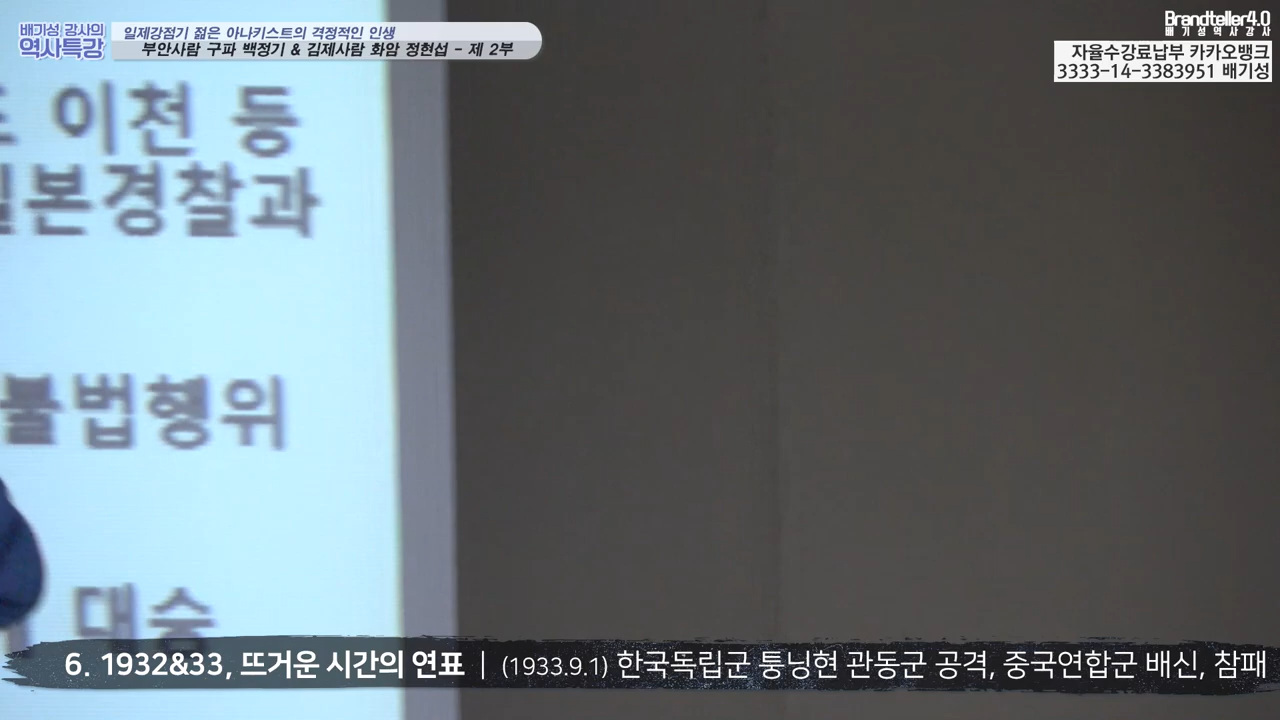 배기성 강사의
역사특강
일제강점기 젊은 아나키스트의 격정적인 인생
부안사람 구파 백정기 & 김제사람 화암 정현섭 - 제 2부
Brandteller4.0
배기성역사강사
자율수강료납부 카카오뱅크
3333-14-3383951 배기성
이천 등
본경찰과
불법행위
대승
6. 1932&33, 뜨거운 시간의 연표 | (1933.9.1) 한국독립군 퉁닝현 관동군 공격, 중국연합군 배신, 참패